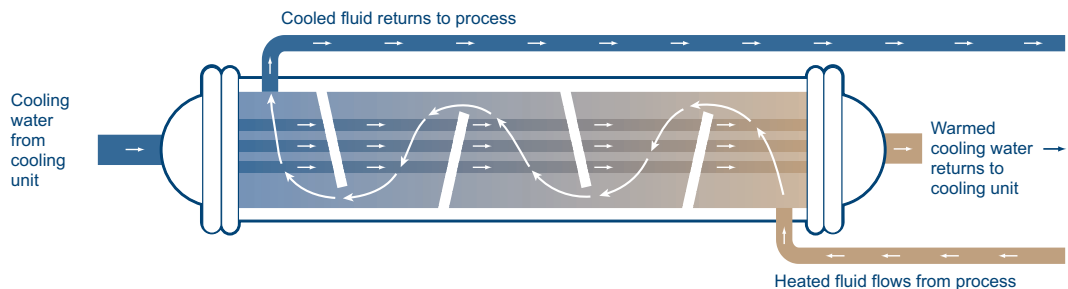 Cooled fluid returns to process
Cooling
water
from
cooling
unit
Warmed
cooling water
returns to
cooling unit
Heated fluid flows from process